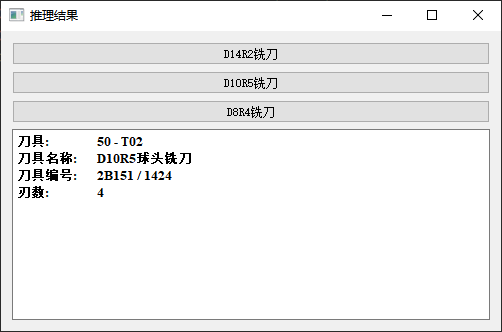 推理结果
D14R2铣刀
D10R5铣刀
D8R4铣刀
刀具: 50 - T02
刀具名称: D10R5球头铣刀
刀具编号: 2B151 / 1424
刃数: 4